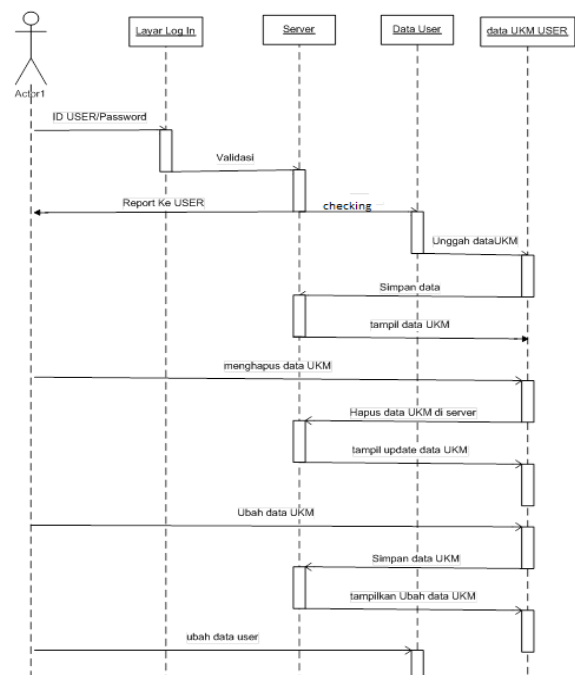 Layar Log In
Server
Data User
data UKM USER
Actor1
ID USER/Password
Validasi
Report Ke USER
checking
Unggah dataUKM
Simpan data
tampil data UKM
menghapus data UKM
Hapus data UKM di server
tampil update data UKM
Ubah data UKM
Simpan data UKM
tampilkan Ubah data UKM
ubah data user